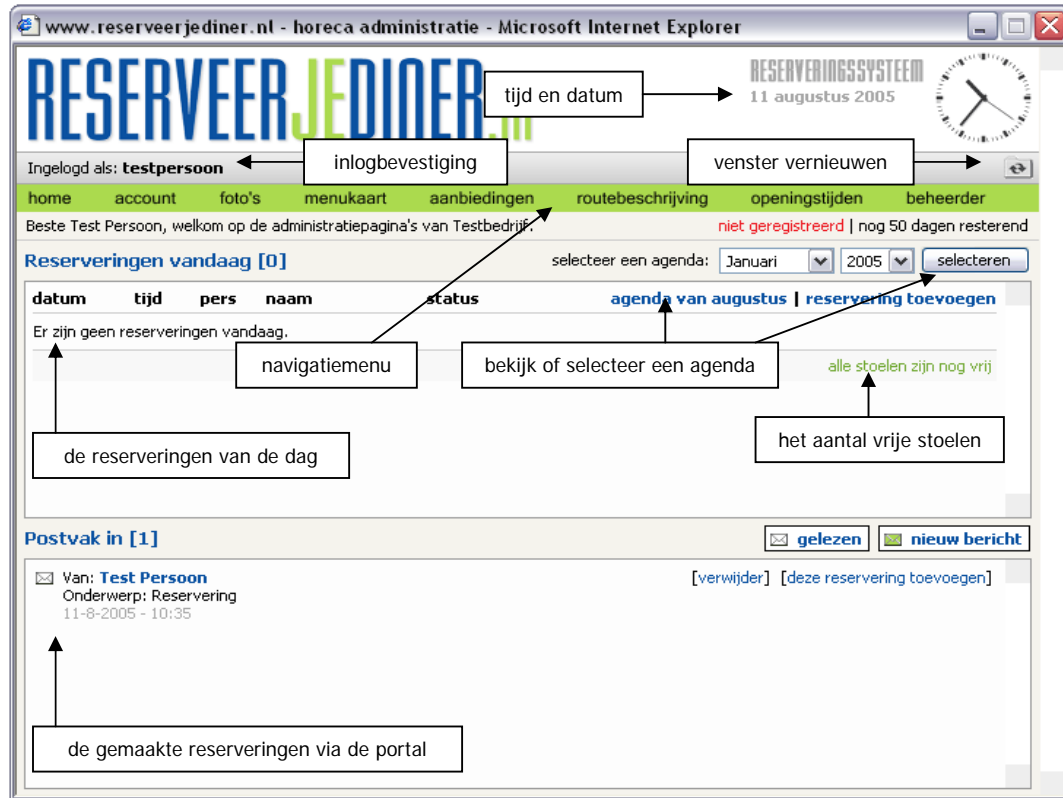 www.reserveerjediner.nl - horeca administratie - Microsoft Internet Explorer
RESERVEERJEDINER.nl
tijd en datum
RESERVERINGSSYSTEEM
11 augustus 2005
Ingelogd als: testpersoon
inlogbevestiging
venster vernieuwen
home account foto's menukaart aanbiedingen routebeschrijving openingstijden beheerder
Beste Test Persoon, welkom op de administratiepagina's van Testbedrijf. niet geregistreerd | nog 50 dagen resterend
Reserveringen vandaag [0] selecteer een agenda: Januari 2005 selecteren
datum tijd pers naam status agenda van augustus | reservering toevoegen
Er zijn geen reserveringen vandaag.
navigatiemenu
bekijk of selecteer een agenda
alle stoelen zijn nog vrij
de reserveringen van de dag
het aantal vrije stoelen
Postvak in [1] gelezen nieuw bericht
Van: Test Persoon [verwijder] [deze reservering toevoegen]
Onderwerp: Reservering
11-8-2005 - 10:35
de gemaakte reserveringen via de portal